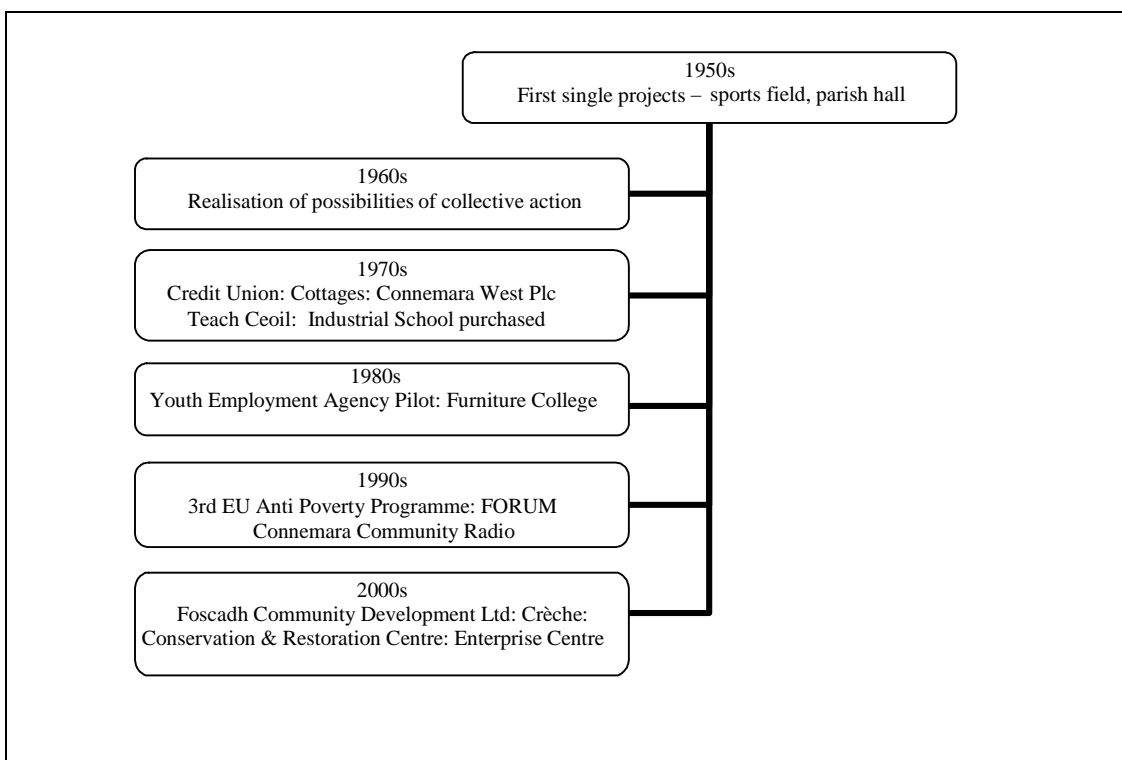 1950s
First single projects – sports field, parish hall
1960s
Realisation of possibilities of collective action
1970s
Credit Union: Cottages: Connemara West Plc
Teach Ceoil: Industrial School purchased
1980s
Youth Employment Agency Pilot: Furniture College
1990s
3rd EU Anti Poverty Programme: FORUM
Connemara Community Radio
2000s
Foscadh Community Development Ltd: Crèche:
Conservation & Restoration Centre: Enterprise Centre